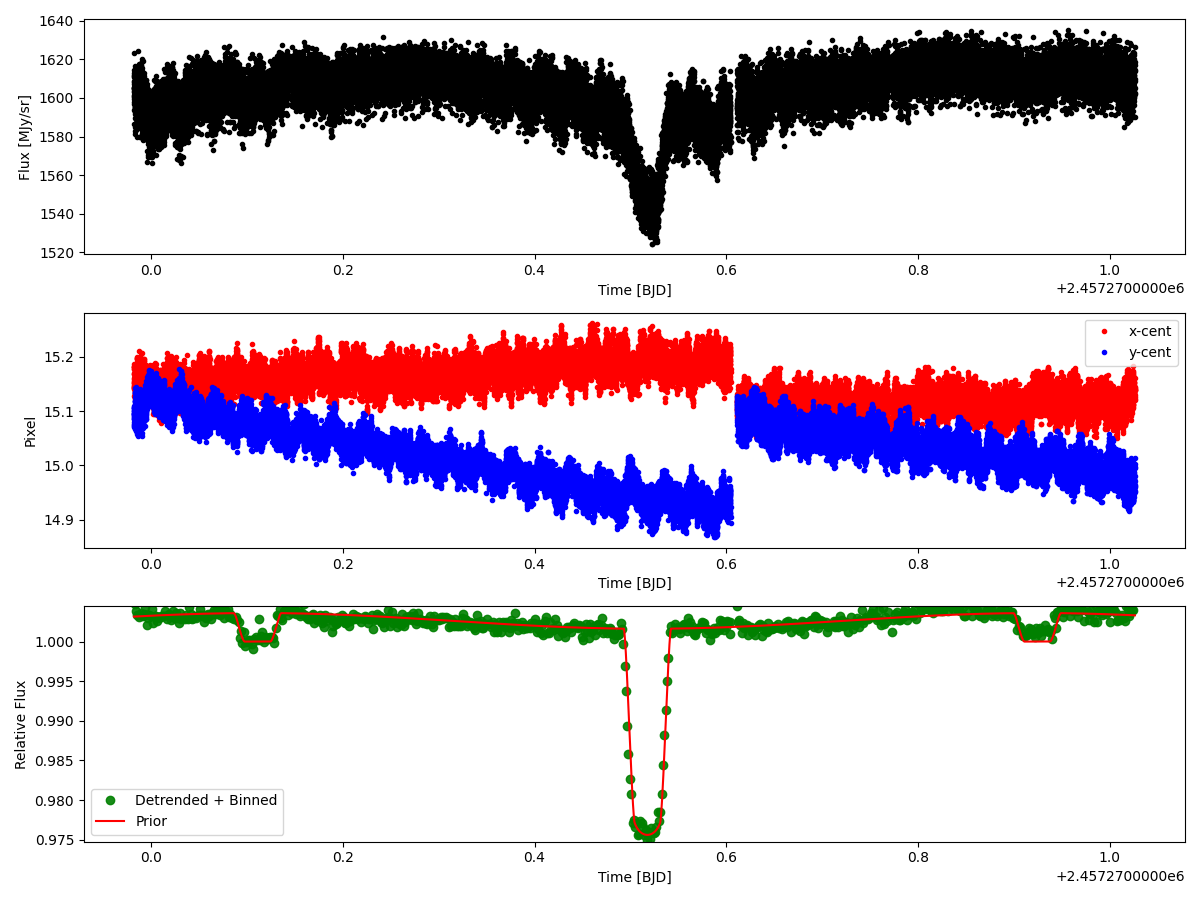 1640
1620
1600
1580
1560
1540
1520
Flux [MJy/sr]
0.0 0.2 0.4 0.6 0.8 1.0
Time [BJD]
+2.4572700000e6
15.2
15.1
15.0
14.9
Pixel
x-cent
y-cent
0.0 0.2 0.4 0.6 0.8 1.0
Time [BJD]
+2.4572700000e6
1.000
0.995
0.990
0.985
0.980
0.975
Relative Flux
Detrended + Binned
Prior
0.0 0.2 0.4 0.6 0.8 1.0
Time [BJD]
+2.4572700000e6